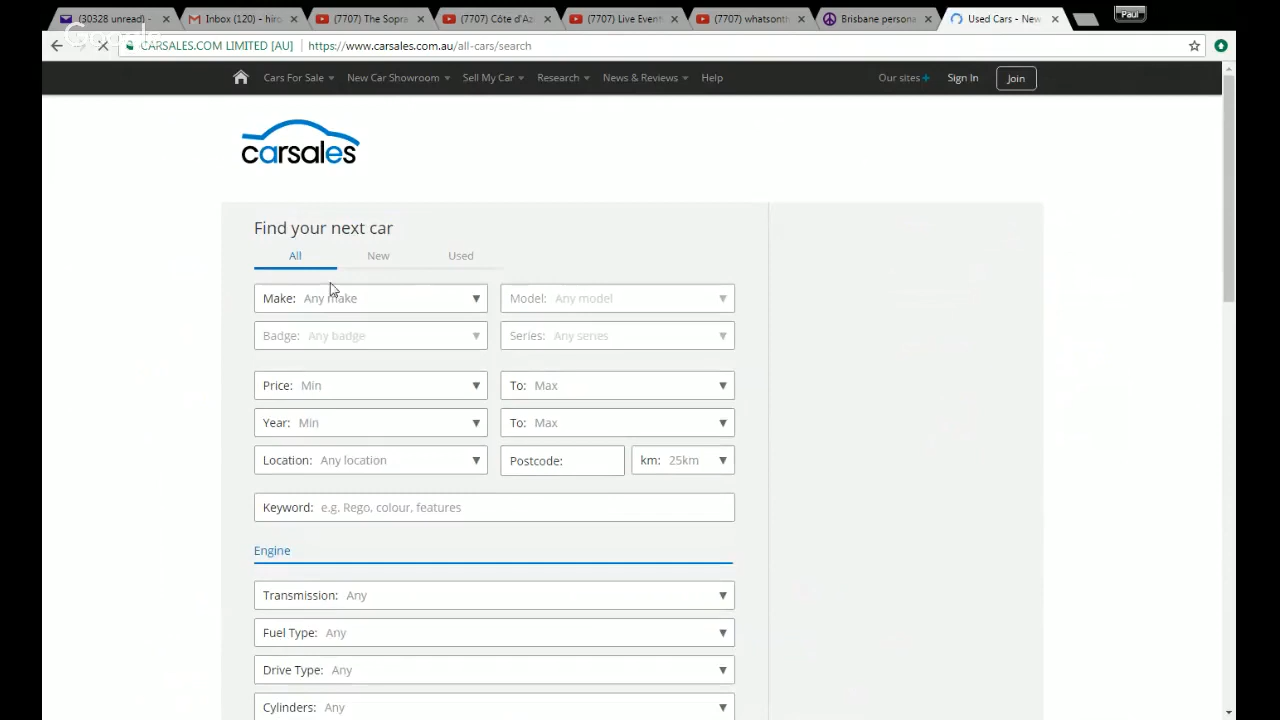 (30328 unread) -
Inbox (120) - hiro
(7707) The Sopra
(7707) Côte d'Az
(7707) Live Event
(7707) whatsonth
Brisbane persona
Used Cars - New
Paul
Google
CARSALES.COM LIMITED [AU]
https://www.carsales.com.au/all-cars/search
Cars For Sale
New Car Showroom
Sell My Car
Research
News & Reviews
Help
Our sites+
Sign In
Join
carsales
Find your next car
All New Used
Make: Any make
Model: Any model
Badge: Any badge
Series: Any series
Price: Min
To: Max
Year: Min
To: Max
Location: Any location
Postcode:
km: 25km
Keyword: e.g. Rego, colour, features
Engine
Transmission: Any
Fuel Type: Any
Drive Type: Any
Cylinders: Any